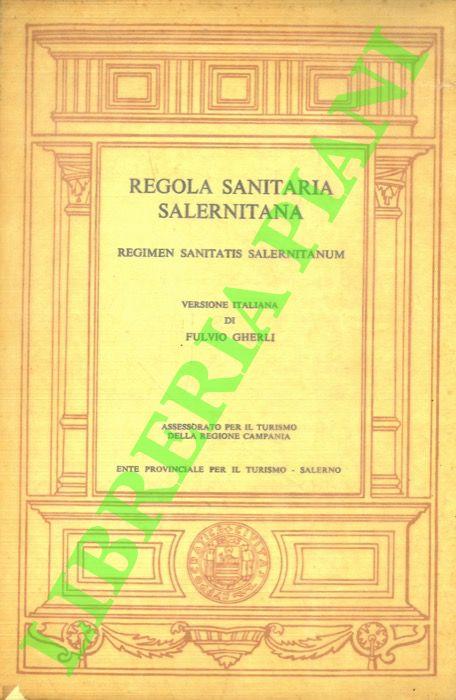 REGOLA SANITARIA
SALERNITANA
REGIMEN SANITATIS SALERNITANUM
VERSIONE ITALIANA
DI
FULVIO GHERLI
ASSESSORATO PER IL TURISMO
DELLA REGIONE CAMPANIA
ENTE PROVINCIALE PER IL TURISMO - SALERNO
LIBRERIA PIANI